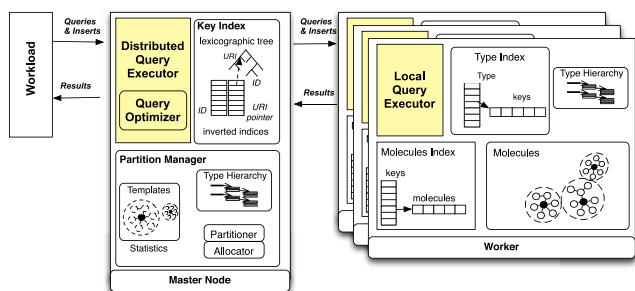 Workload
Queries
& Inserts
Results
Distributed
Query
Executor
Query
Optimizer
Key Index
lexicographic tree
URI
ID
ID
URI
pointer
inverted indices
Partition Manager
Templates
Type Hierarchy
Statistics
Partitioner
Allocator
Master Node
Queries
& Inserts
Results
Local
Query
Executor
Type Index
Type
keys
Type Hierarchy
Molecules Index
keys
molecules
Molecules
Worker